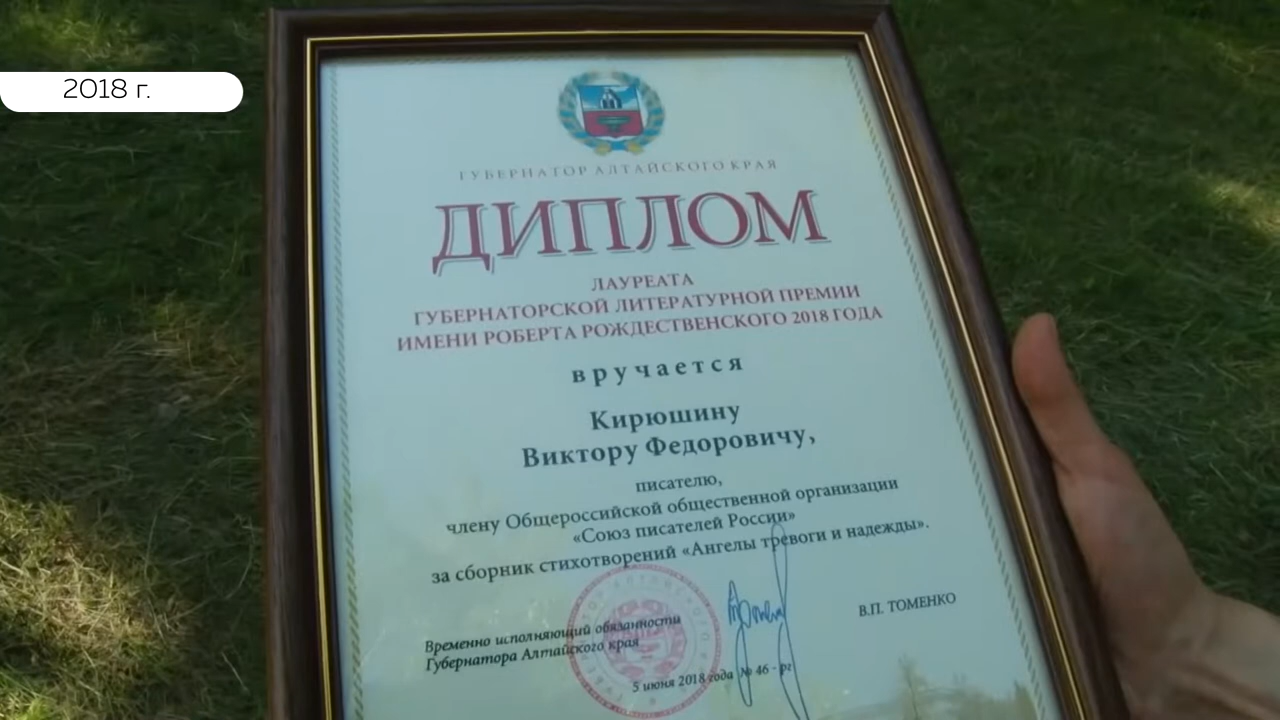 2018 г.
ГУБЕРНАТОР АЛТАЙСКОГО КРАЯ
ДИПЛОМ
ЛАУРЕАТА
ГУБЕРНАТОРСКОЙ ЛИТЕРАТУРНОЙ ПРЕМИИ
ИМЕНИ РОБЕРТА РОЖДЕСТВЕНСКОГО 2018 ГОДА
вручается
Кирюшину
Виктору Федоровичу,
писателю,
члену Общероссийской общественной организации
«Союз писателей России»
за сборник стихотворений «Ангелы тревоги и надежды».
Временно исполняющий обязанности
Губернатора Алтайского края
В.П. ТОМЕНКО
5 июня 2018 года № 46 - рг